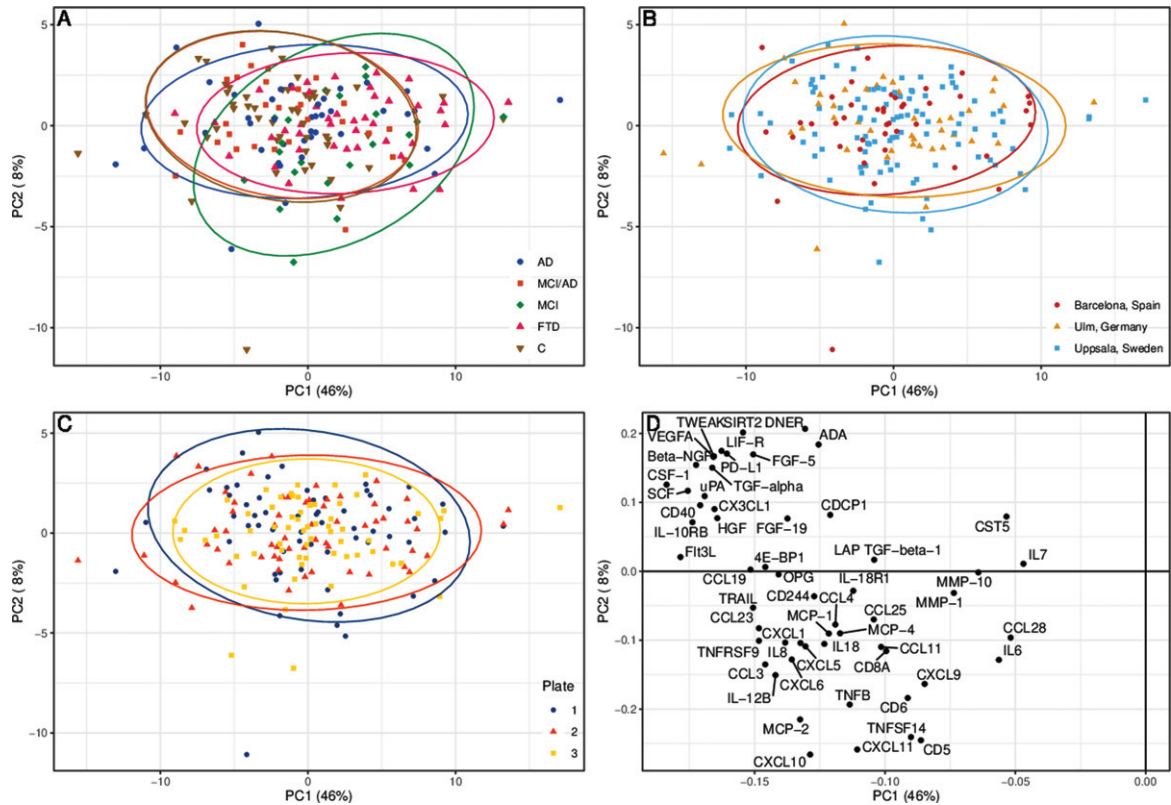 A
5
0
−5
−10
PC2 ( 8%)
−10
0
10
PC1 (46%)
AD
MCI/AD
MCI
FTD
C
B
5
0
−5
−10
PC2 ( 8%)
−10
0
10
PC1 (46%)
Barcelona, Spain
Ulm, Germany
Uppsala, Sweden
C
5
0
−5
−10
PC2 ( 8%)
−10
0
10
PC1 (46%)
Plate
1
2
3
D
0.2
0.1
0.0
−0.1
−0.2
PC2 ( 8%)
−0.15
−0.10
−0.05
0.00
PC1 (46%)
TWEAK SIRT2 DNER
VEGFA
LIF−R
ADA
Beta−NGF
PD−L1
FGF−5
CSF−1
uPA
TGF−alpha
SCF
CD40
CX3CL1
CDCP1
IL−10RB
HGF
FGF−19
CST5
Flt3L
4E−BP1
LAP TGF−beta−1
IL7
CCL19
OPG
IL−18R1
MMP−10
TRAIL
CD244
CCL4
MMP−1
CCL23
MCP−1
CCL25
CXCL1
MCP−4
CCL28
TNFRSF9
IL8
IL18
CCL11
IL6
CCL3
CXCL5
CD8A
IL−12B
CXCL6
CXCL9
TNFB
CD6
MCP−2
TNFSF14
CXCL10
CXCL11
CD5